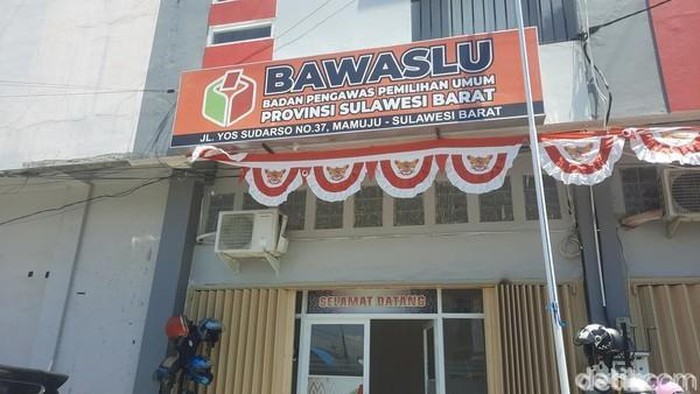 BAWASLU
BADAN PENGAWAS PEMILIHAN UMUM
PROVINSI SULAWESI BARAT
JL. YOS SUDARSO NO.37, MAMUJU - SULAWESI BARAT
SELAMAT DATANG
detikcom